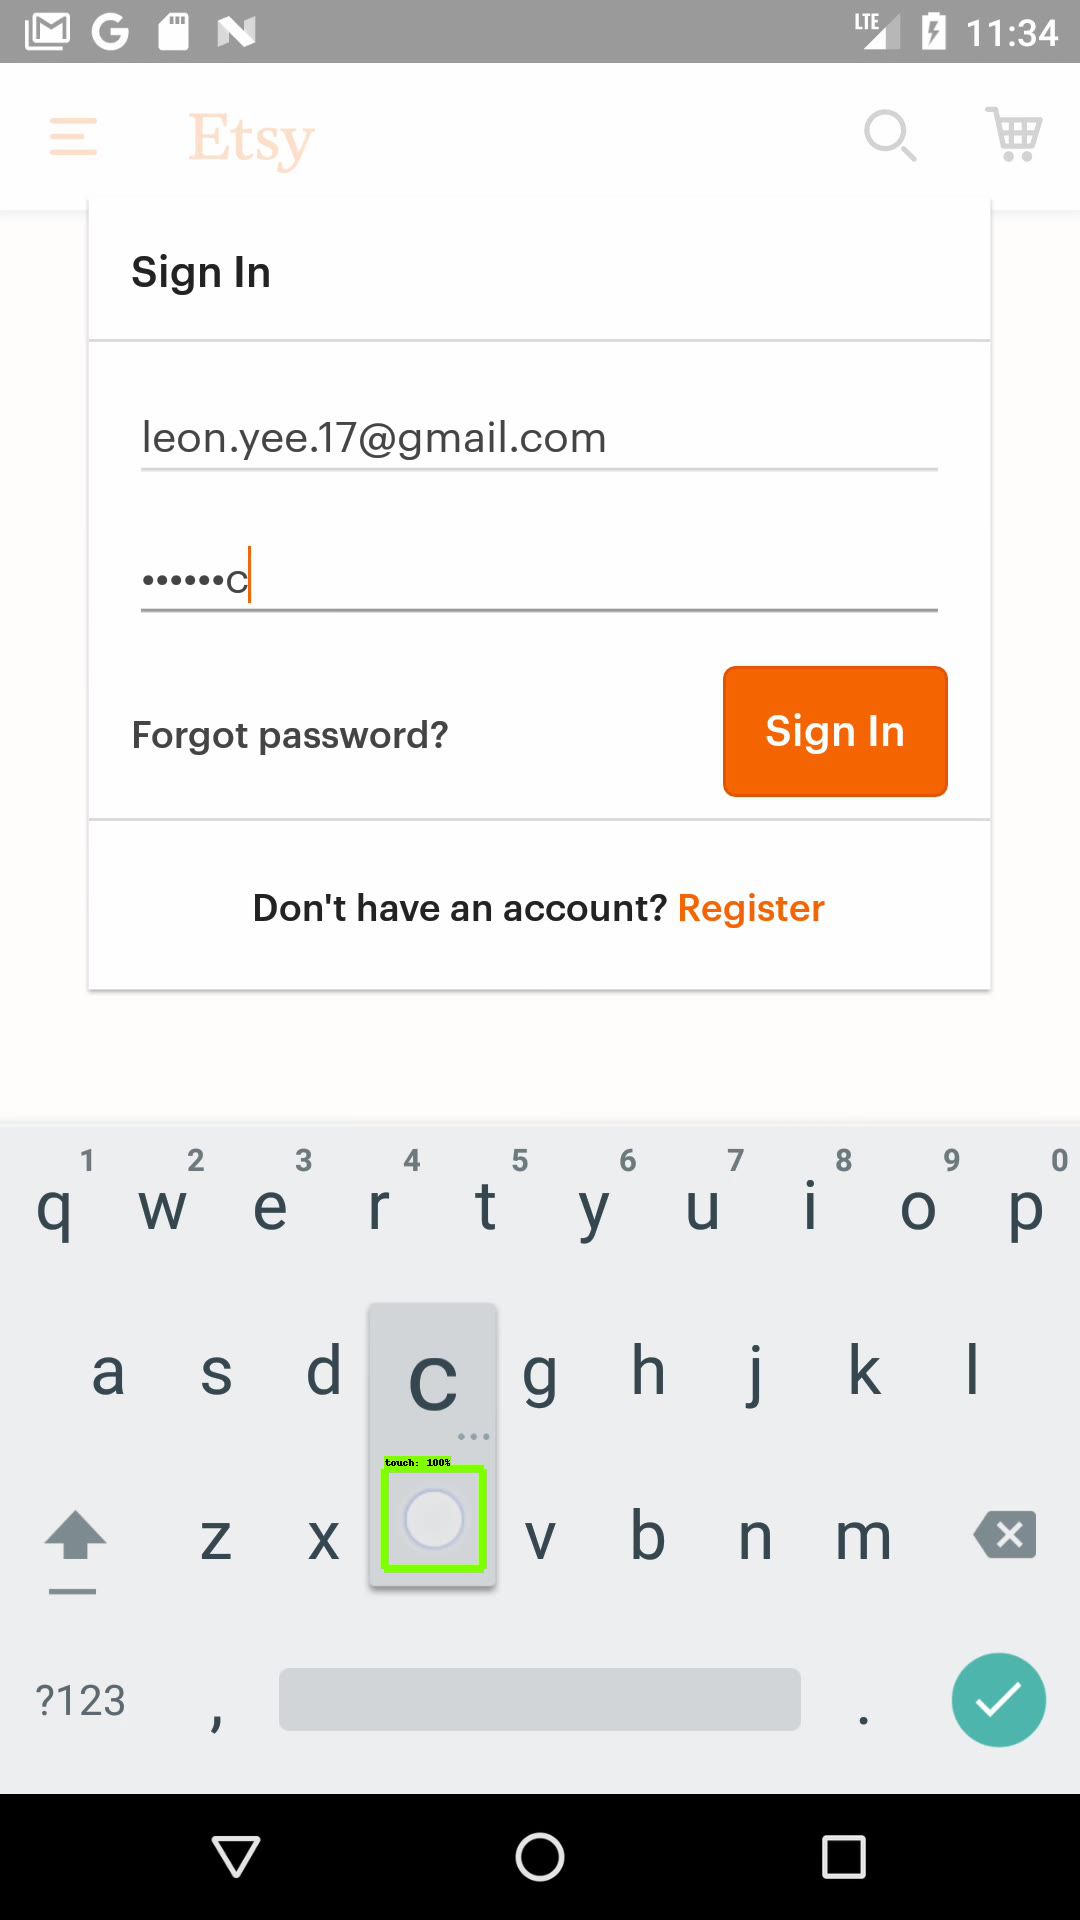 LTE 11:34
Etsy
Sign In
leon.yee.17@gmail.com
••••••c
Forgot password?
Sign In
Don't have an account? Register
1 2 3 4 5 6 7 8 9 0
q w e r t y u i o p
a s d c g h j k l
touch: 100%
z x v b n m
?123 , .